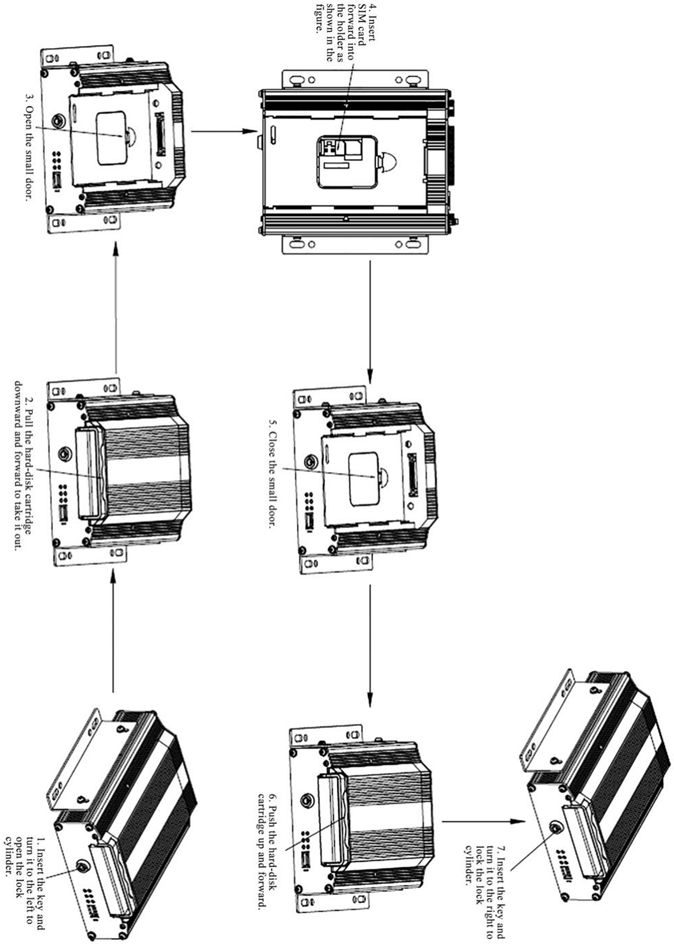 1. Insert the key and
turn it to the left to
open the lock
cylinder.
2. Pull the hard-disk cartridge
downward and forward to take it out.
3. Open the small door.
4. Insert
SIM card
forward into
the holder as
shown in the
figure.
5. Close the small door.
6. Push the hard-disk
cartridge up and forward.
7. Insert the key and
turn it to the right to
lock the lock
cylinder.